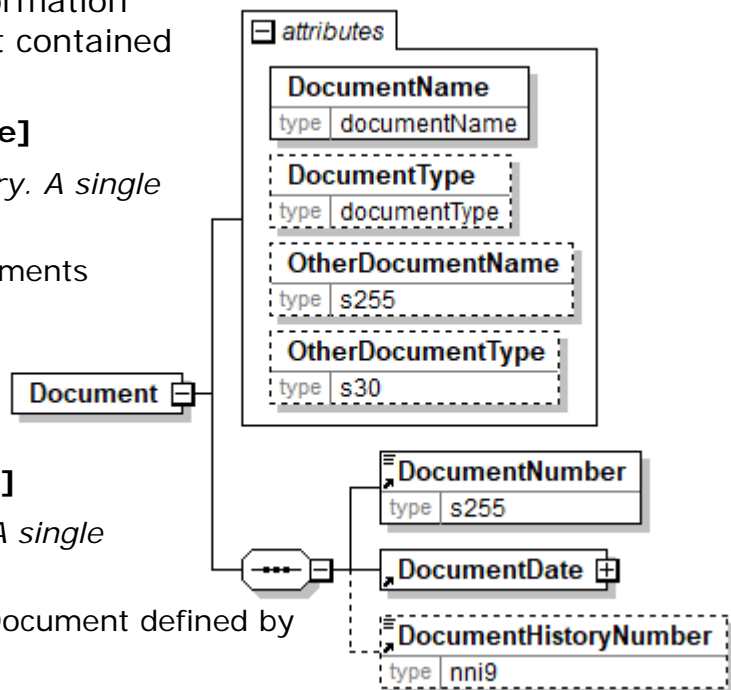 ormation
t contained
e]
ry. A single
ments
]
A single
ocument defined by
attributes
DocumentName
type documentName
DocumentType
type documentType
OtherDocumentName
type s255
OtherDocumentType
type s30
Document
DocumentNumber
type s255
DocumentDate
DocumentHistoryNumber
type nni9